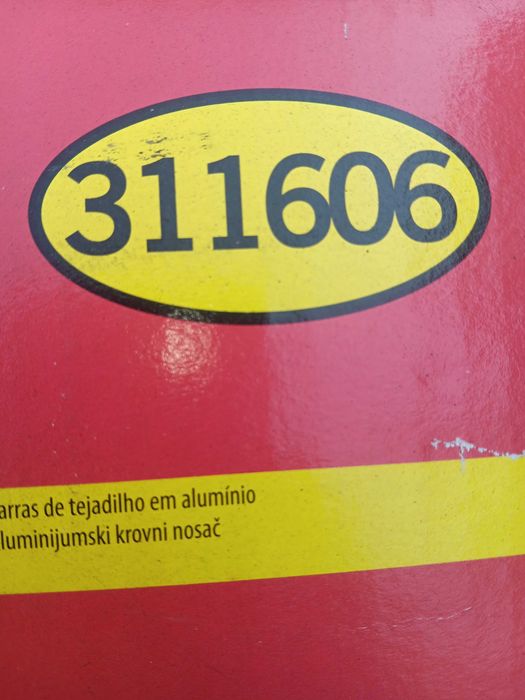 311606
arras de tejadilho em alumínio
luminijumski krovni nosač